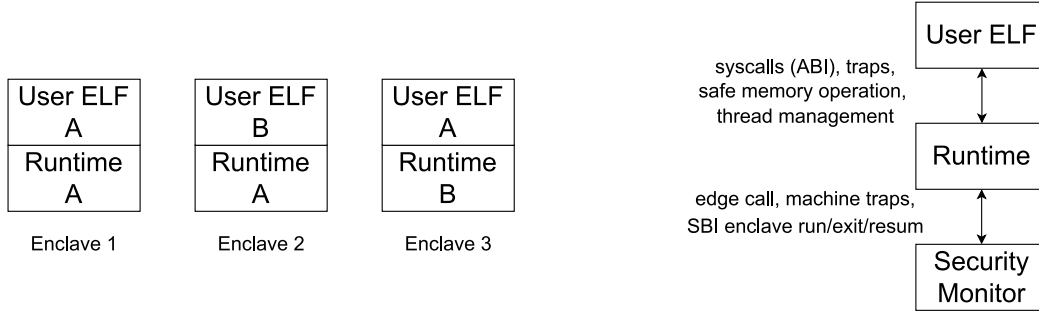 User ELF
A
Runtime
A
Enclave 1
User ELF
B
Runtime
A
Enclave 2
User ELF
A
Runtime
B
Enclave 3
User ELF
syscalls (ABI), traps,
safe memory operation,
thread management
Runtime
edge call, machine traps,
SBI enclave run/exit/resum
Security
Monitor